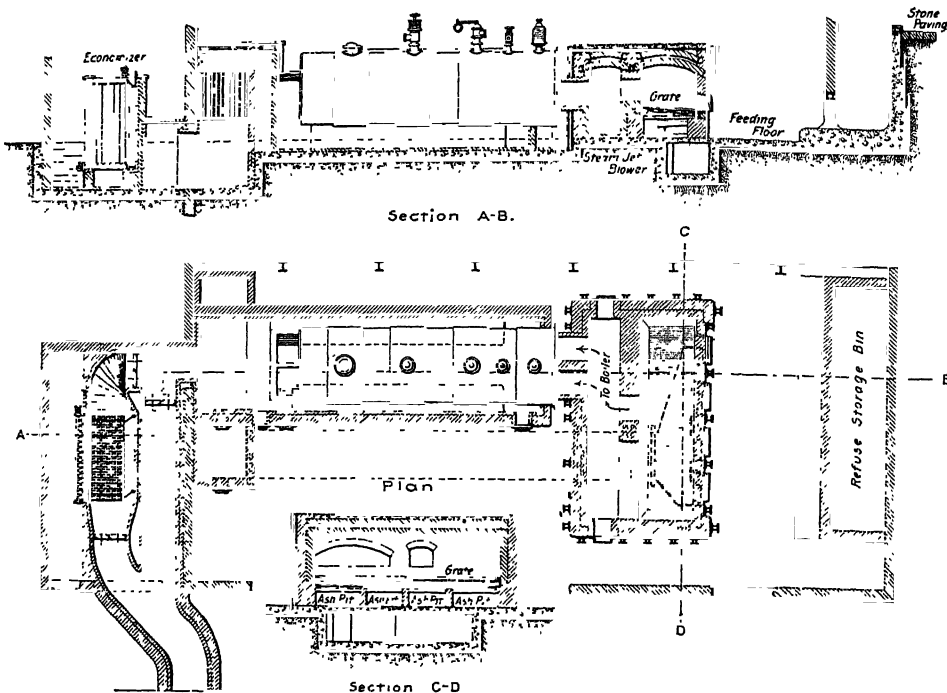 Stone
Paving
Economizer
Grate
Feeding
Floor
Steam Jet
Blower
Section A-B.
C
To Boiler
B
A
Refuse Storage Bin
Plan
Grate
Ash Pit Ash Pit Ash Pit Ash Pit
D
Section C-D